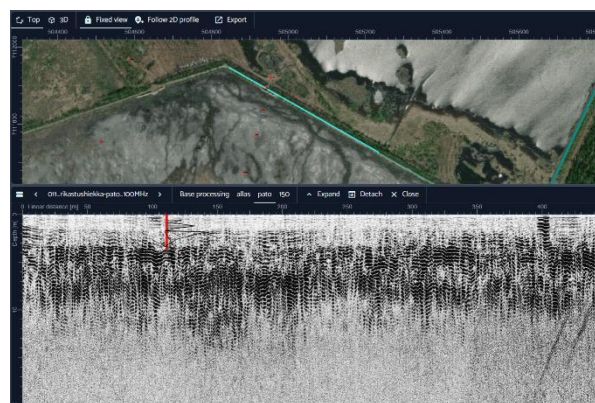 Top 3D Fixed view Follow 2D profile Export
504400 504600 504800 505000 505200 505400 505600
011...rikastushiekka-pato...100MHz Base processing allas pato 150 Expand Detach Close
0 Linear distance [m] 50 100 150 200 250 300 350 400
Depth [m]
10